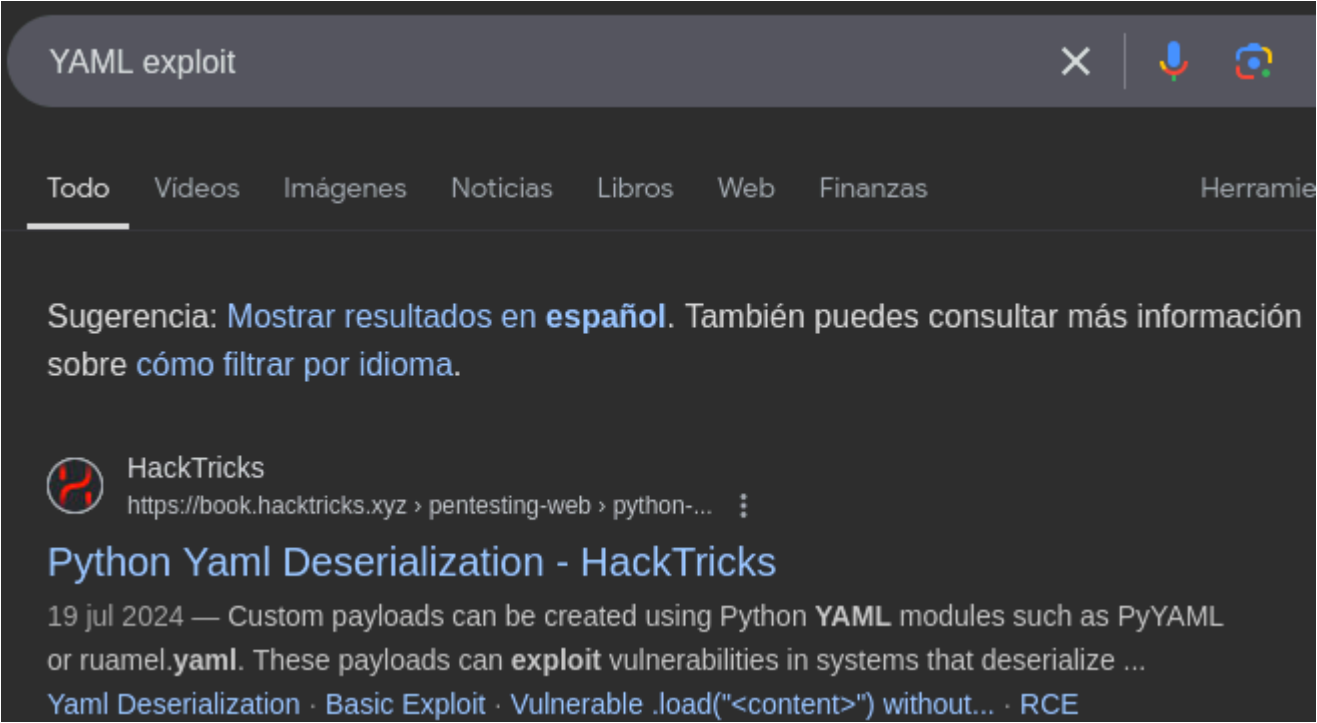 YAML exploit
Todo Vídeos Imágenes Noticias Libros Web Finanzas Herramie
Sugerencia: Mostrar resultados en español. También puedes consultar más información
sobre cómo filtrar por idioma.
HackTricks
https://book.hacktricks.xyz › pentesting-web › python-...
Python Yaml Deserialization - HackTricks
19 jul 2024 — Custom payloads can be created using Python YAML modules such as PyYAML
or ruamel.yaml. These payloads can exploit vulnerabilities in systems that deserialize ...
Yaml Deserialization · Basic Exploit · Vulnerable .load("<content>") without... · RCE